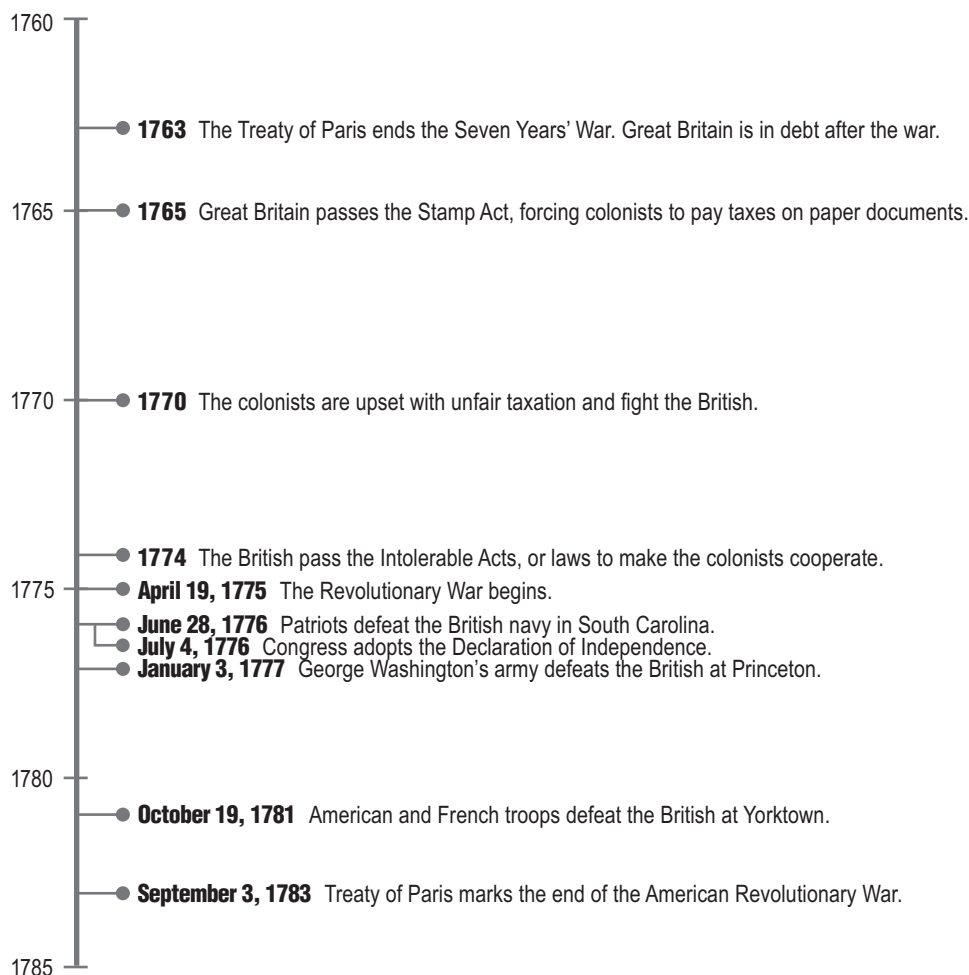 1760
1763 The Treaty of Paris ends the Seven Years’ War. Great Britain is in debt after the war.
1765
1765 Great Britain passes the Stamp Act, forcing colonists to pay taxes on paper documents.
1770
1770 The colonists are upset with unfair taxation and fight the British.
1774 The British pass the Intolerable Acts, or laws to make the colonists cooperate.
1775
April 19, 1775 The Revolutionary War begins.
June 28, 1776 Patriots defeat the British navy in South Carolina.
July 4, 1776 Congress adopts the Declaration of Independence.
January 3, 1777 George Washington’s army defeats the British at Princeton.
1780
October 19, 1781 American and French troops defeat the British at Yorktown.
September 3, 1783 Treaty of Paris marks the end of the American Revolutionary War.
1785